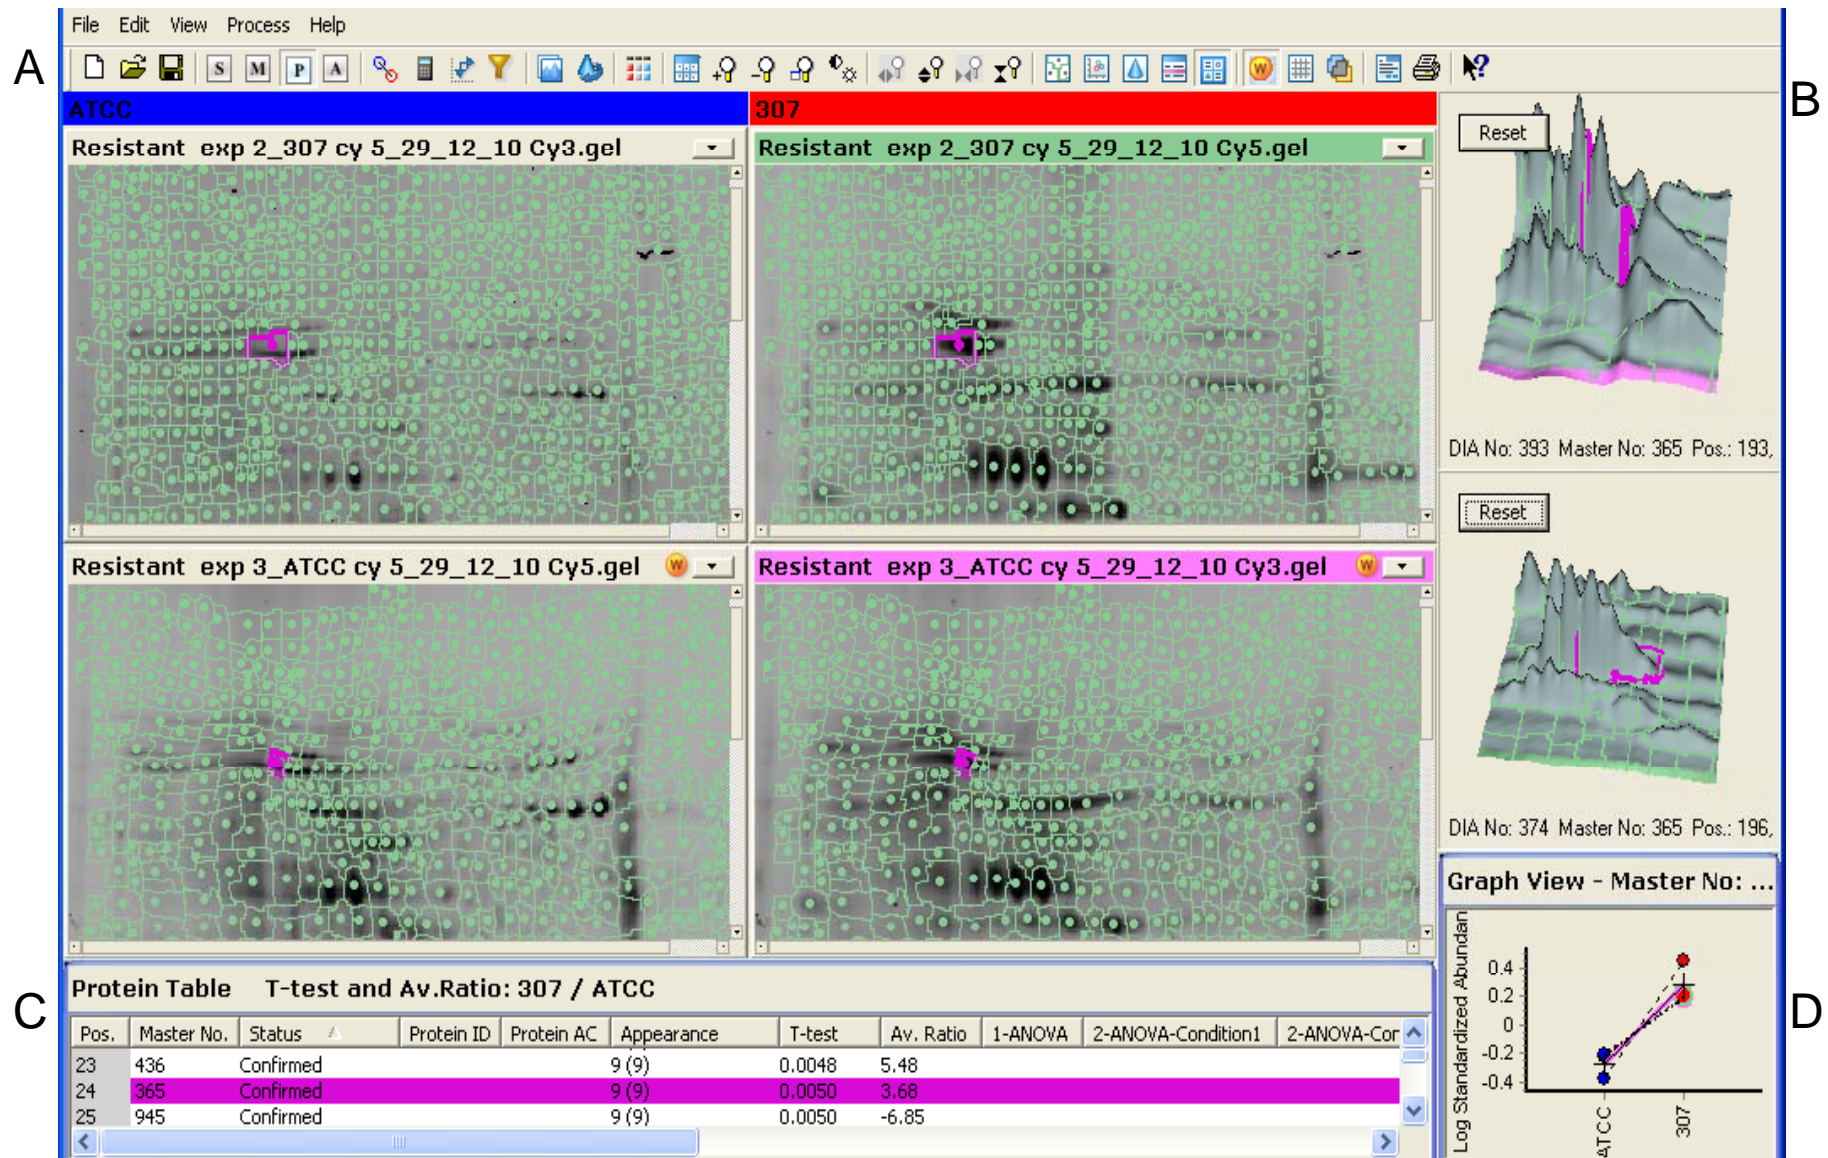 File Edit View Process Help
A
S M P A W
B
ATCC
307
Resistant exp 2_307 cy 5_29_12_10 Cy3.gel
Resistant exp 2_307 cy 5_29_12_10 Cy5.gel
Reset
DIA No: 393 Master No: 365 Pos.: 193,
Reset
Resistant exp 3_ATCC cy 5_29_12_10 Cy5.gel W
Resistant exp 3_ATCC cy 5_29_12_10 Cy3.gel W
DIA No: 374 Master No: 365 Pos.: 196,
Graph View - Master No: ...
C
Protein Table T-test and Av.Ratio: 307 / ATCC
Pos. Master No. Status Protein ID Protein AC Appearance T-test Av. Ratio 1-ANOVA 2-ANOVA-Condition1 2-ANOVA-Cor
23 436 Confirmed 9 (9) 0.0048 5.48
24 365 Confirmed 9 (9) 0.0050 3.68
25 945 Confirmed 9 (9) 0.0050 -6.85
D
Log Standardized Abundan
0.4
0.2
0
-0.2
-0.4
ATCC
307